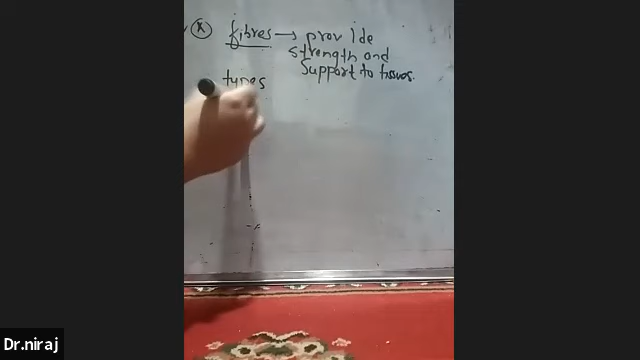 (K) fibres → provide
strength and
support to tissues.
types
Dr.niraj